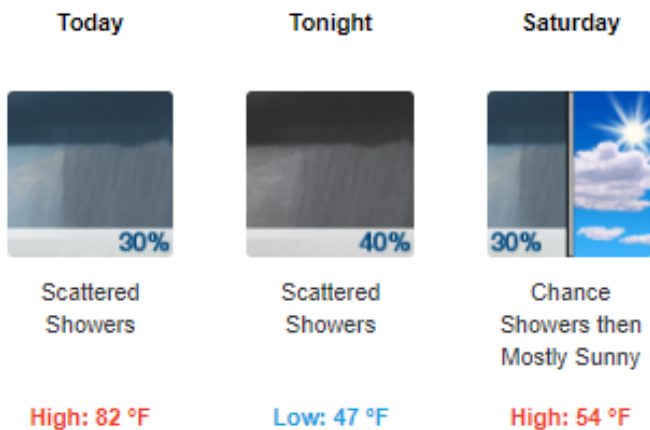 Today
Tonight
Saturday
30%
40%
30%
Scattered
Showers
Scattered
Showers
Chance
Showers then
Mostly Sunny
High: 82 °F
Low: 47 °F
High: 54 °F